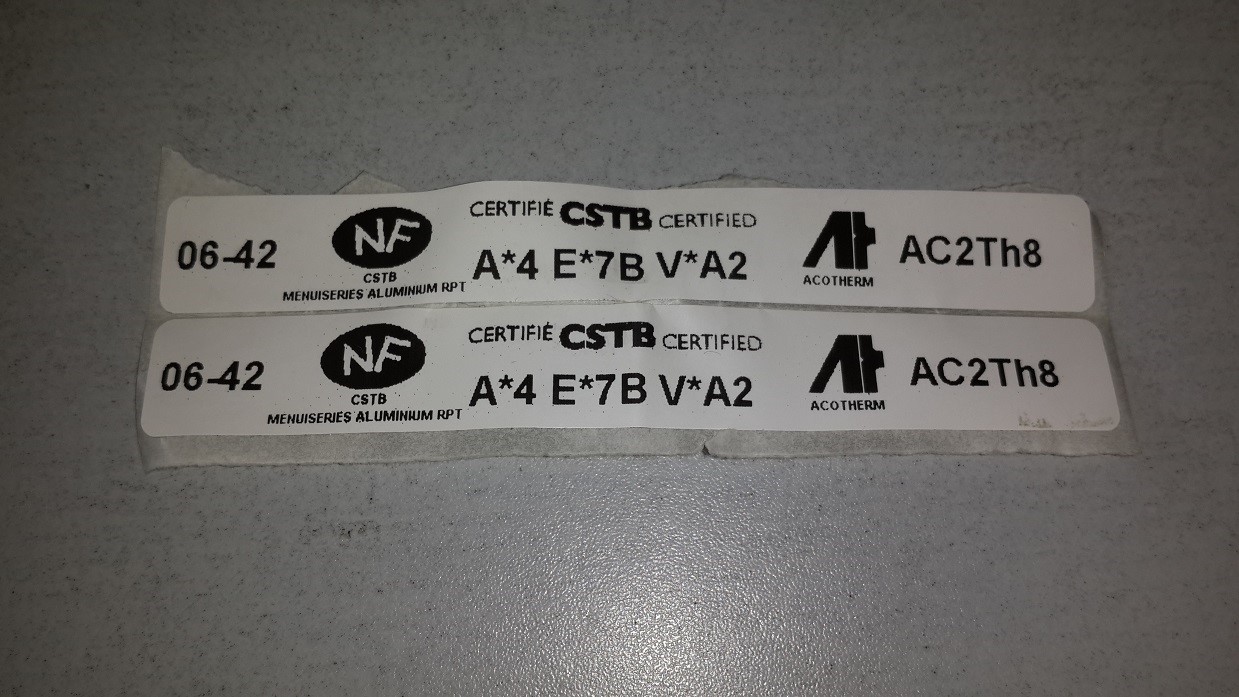 06-42
NF
CSTB
MENUISERIES ALUMINIUM RPT
CERTIFIÉ CSTB CERTIFIED
A*4 E*7B V*A2
ACOTHERM
AC2Th8
06-42
NF
CSTB
MENUISERIES ALUMINIUM RPT
CERTIFIÉ CSTB CERTIFIED
A*4 E*7B V*A2
ACOTHERM
AC2Th8